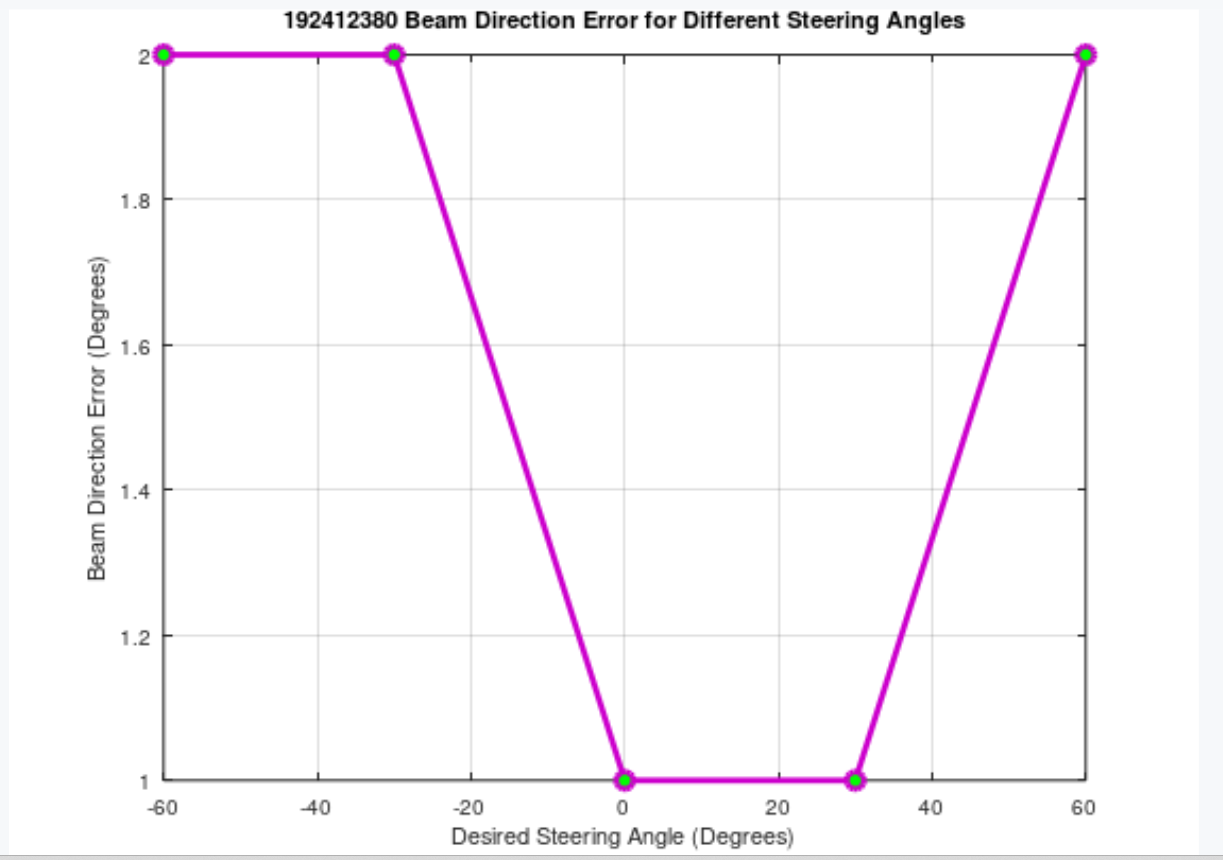 192412380 Beam Direction Error for Different Steering Angles
2
1.8
1.6
1.4
1.2
1
Beam Direction Error (Degrees)
-60 -40 -20 0 20 40 60
Desired Steering Angle (Degrees)